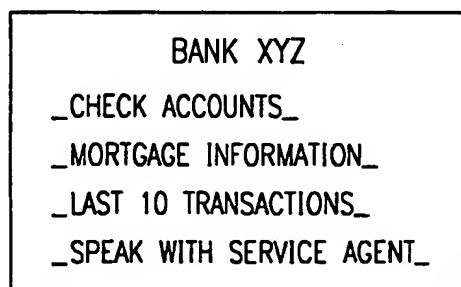 BANK XYZ
_CHECK ACCOUNTS_
_MORTGAGE INFORMATION_
_LAST 10 TRANSACTIONS_
_SPEAK WITH SERVICE AGENT_